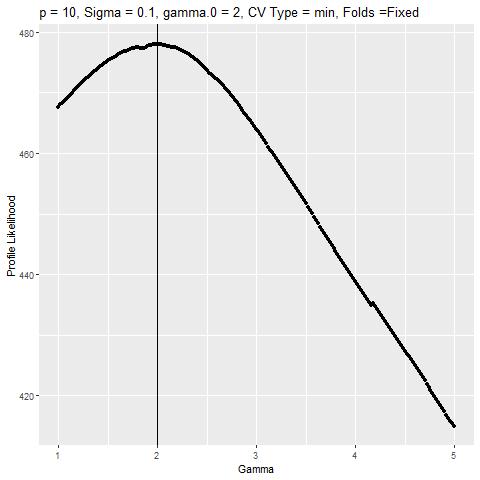 p = 10, Sigma = 0.1, gamma.0 = 2, CV Type = min, Folds =Fixed
Profile Likelihood
480
460
440
420
1 2 3 4 5
Gamma